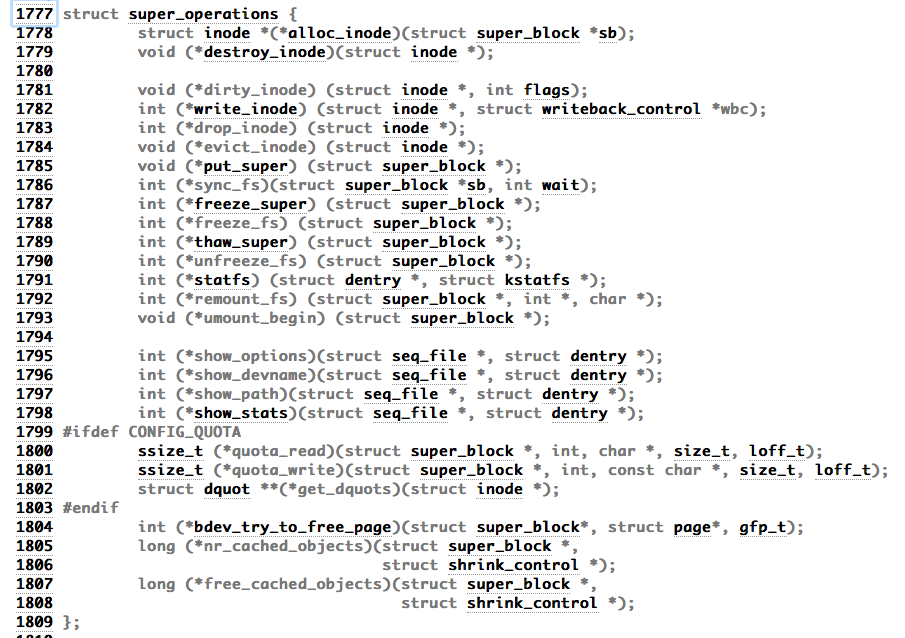 1777 struct super_operations {
1778         struct inode *(*alloc_inode)(struct super_block *sb);
1779         void (*destroy_inode)(struct inode *);
1780
1781         void (*dirty_inode) (struct inode *, int flags);
1782         int (*write_inode) (struct inode *, struct writeback_control *wbc);
1783         int (*drop_inode) (struct inode *);
1784         void (*evict_inode) (struct inode *);
1785         void (*put_super) (struct super_block *);
1786         int (*sync_fs)(struct super_block *sb, int wait);
1787         int (*freeze_super) (struct super_block *);
1788         int (*freeze_fs) (struct super_block *);
1789         int (*thaw_super) (struct super_block *);
1790         int (*unfreeze_fs) (struct super_block *);
1791         int (*statfs) (struct dentry *, struct kstatfs *);
1792         int (*remount_fs) (struct super_block *, int *, char *);
1793         void (*umount_begin) (struct super_block *);
1794
1795         int (*show_options)(struct seq_file *, struct dentry *);
1796         int (*show_devname)(struct seq_file *, struct dentry *);
1797         int (*show_path)(struct seq_file *, struct dentry *);
1798         int (*show_stats)(struct seq_file *, struct dentry *);
1799 #ifdef CONFIG_QUOTA
1800         ssize_t (*quota_read)(struct super_block *, int, char *, size_t, loff_t);
1801         ssize_t (*quota_write)(struct super_block *, int, const char *, size_t, loff_t);
1802         struct dquot **(*get_dquots)(struct inode *);
1803 #endif
1804         int (*bdev_try_to_free_page)(struct super_block*, struct page*, gfp_t);
1805         long (*nr_cached_objects)(struct super_block *,
1806                                   struct shrink_control *);
1807         long (*free_cached_objects)(struct super_block *,
1808                                     struct shrink_control *);
1809 };